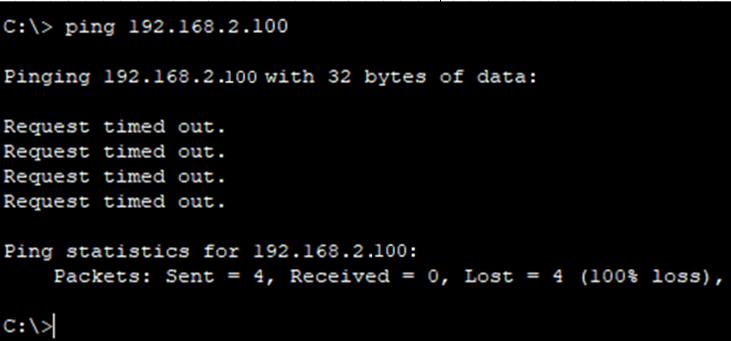 C:\> ping 192.168.2.100
Pinging 192.168.2.100 with 32 bytes of data:
Request timed out.
Request timed out.
Request timed out.
Request timed out.
Ping statistics for 192.168.2.100:
    Packets: Sent = 4, Received = 0, Lost = 4 (100% loss),
C:\>